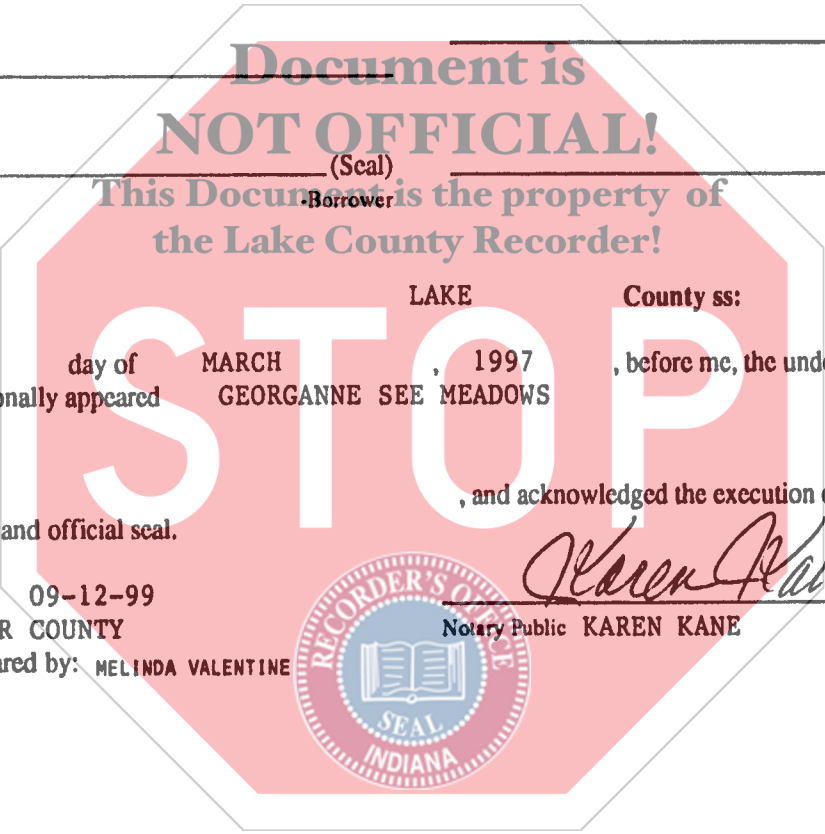 Document is
NOT OFFICIAL!
(Seal)
This Document is the property of
-Borrower
the Lake County Recorder!
LAKE County ss:
STOP
day of MARCH , 1997 , before me, the unde
onally appeared GEORGANNE SEE MEADOWS
, and acknowledged the execution
and official seal.
Karen Ka
09-12-99
R COUNTY
Notary Public KAREN KANE
ared by: MELINDA VALENTINE
RECORDER'S OFFICE
SEAL
INDIANA